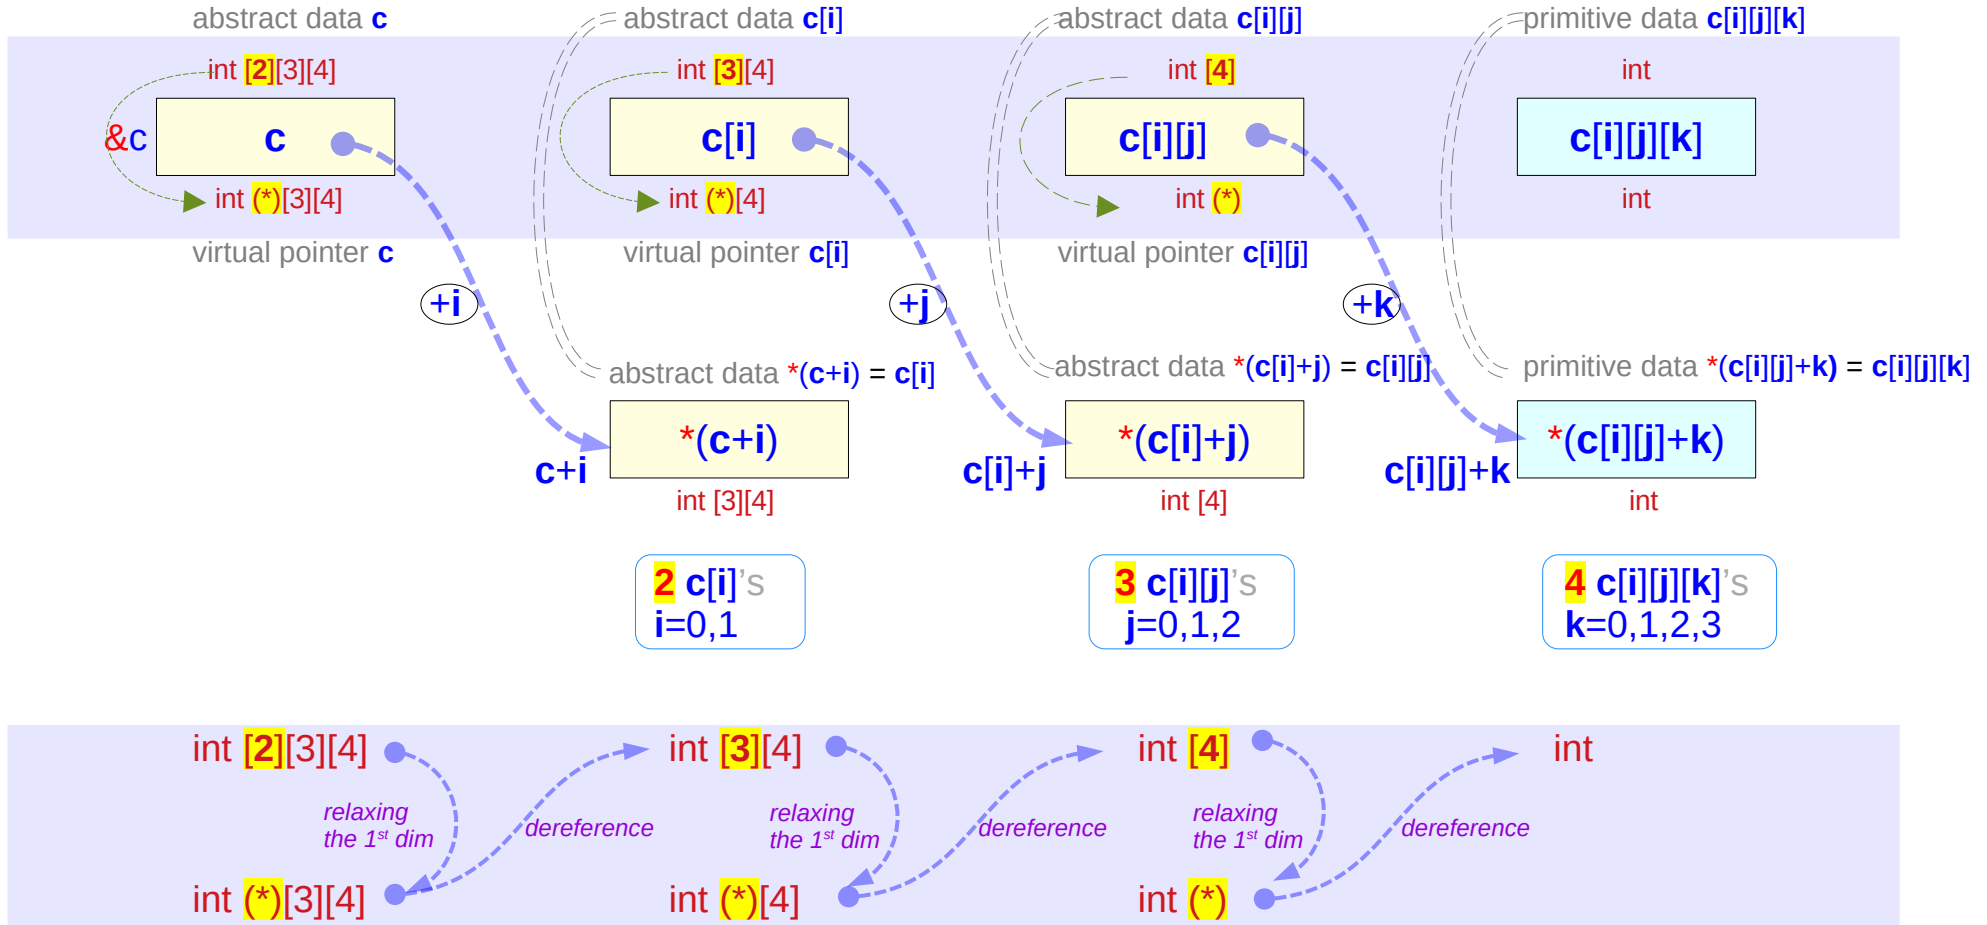 abstract data c
abstract data c[i]
abstract data c[i][j]
primitive data c[i][j][k]
int [2][3][4]
int [3][4]
int [4]
int
&c
c
c[i]
c[i][j]
c[i][j][k]
int (*)[3][4]
int (*)[4]
int (*)
int
virtual pointer c
virtual pointer c[i]
virtual pointer c[i][j]
+i
+j
+k
abstract data *(c+i) = c[i]
abstract data *(c[i]+j) = c[i][j]
primitive data *(c[i][j]+k) = c[i][j][k]
*(c+i)
*(c[i]+j)
*(c[i][j]+k)
c+i
c[i]+j
c[i][j]+k
int [3][4]
int [4]
int
2 c[i]’s
i=0,1
3 c[i][j]’s
j=0,1,2
4 c[i][j][k]’s
k=0,1,2,3
int [2][3][4]
int [3][4]
int [4]
int
relaxing
the 1st dim
dereference
relaxing
the 1st dim
dereference
relaxing
the 1st dim
dereference
int (*)[3][4]
int (*)[4]
int (*)